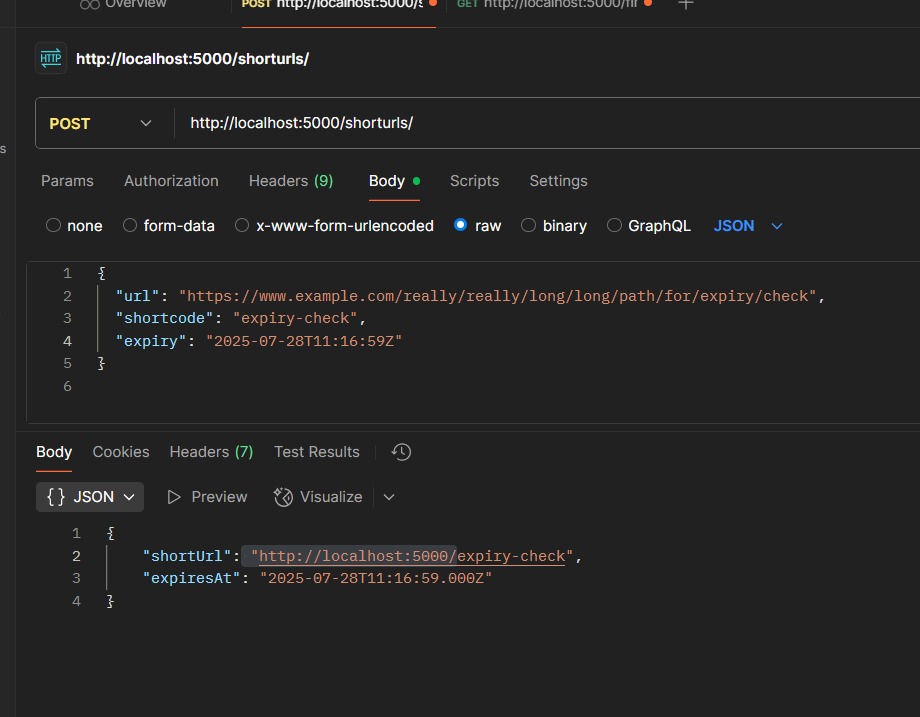 Overview
POST http://localhost:5000/s
GET http://localhost:5000/fir
HTTP http://localhost:5000/shorturls/
POST http://localhost:5000/shorturls/
s
Params Authorization Headers (9) Body Scripts Settings
none form-data x-www-form-urlencoded raw binary GraphQL JSON
1 {
2 "url": "https://www.example.com/really/really/long/long/path/for/expiry/check",
3 "shortcode": "expiry-check",
4 "expiry": "2025-07-28T11:16:59Z"
5 }
6
Body Cookies Headers (7) Test Results
{} JSON Preview Visualize
1 {
2 "shortUrl": "http://localhost:5000/expiry-check",
3 "expiresAt": "2025-07-28T11:16:59.000Z"
4 }